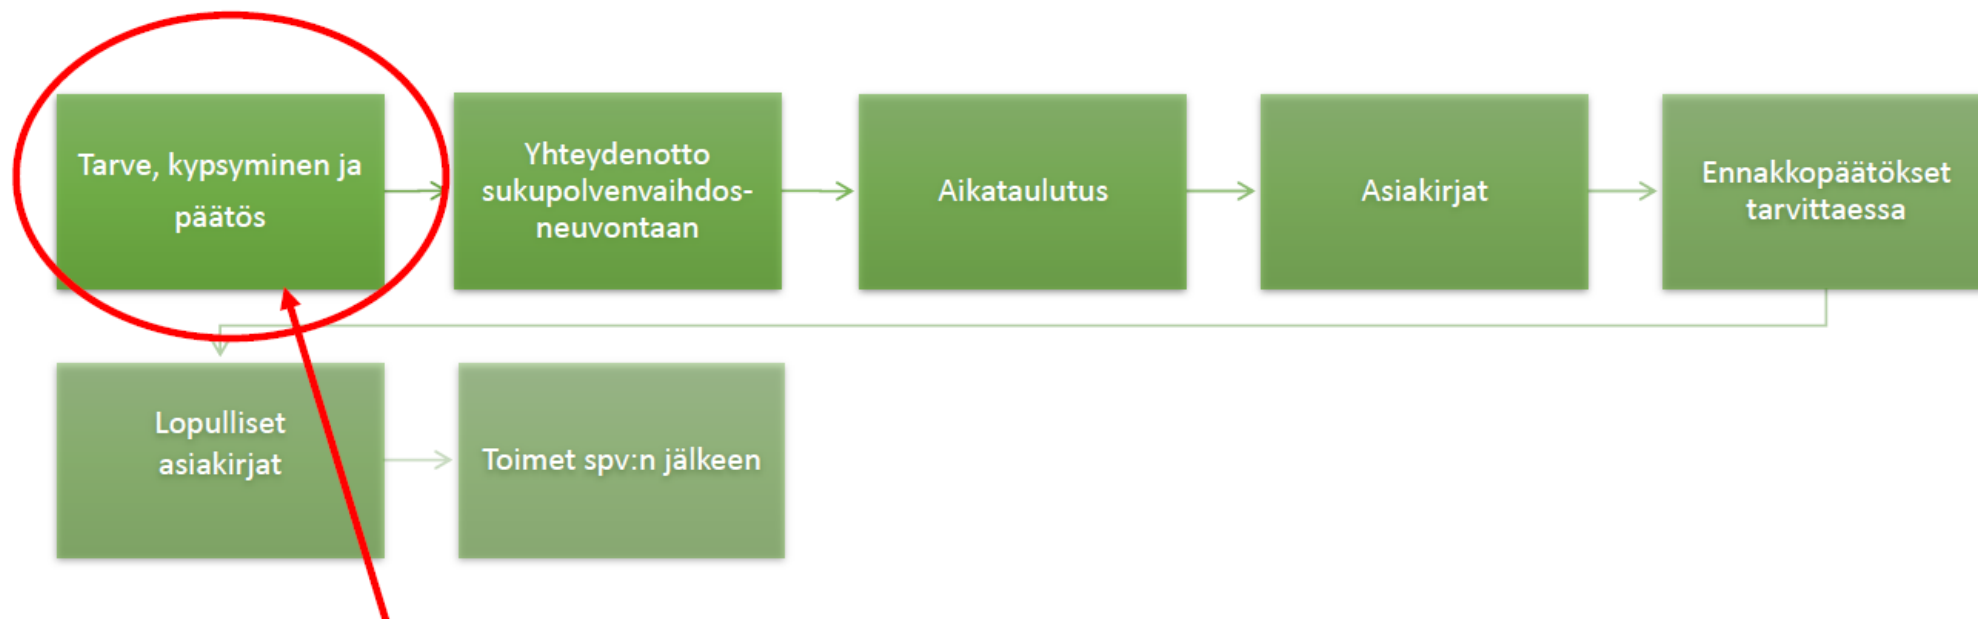 Tarve, kypsyminen ja
päätös
Yhteydenotto
sukupolvenvaihdos-
neuvontaan
Aikataulutus
Asiakirjat
Ennakkopäätökset
tarvittaessa
Lopulliset
asiakirjat
Toimet spv:n jälkeen